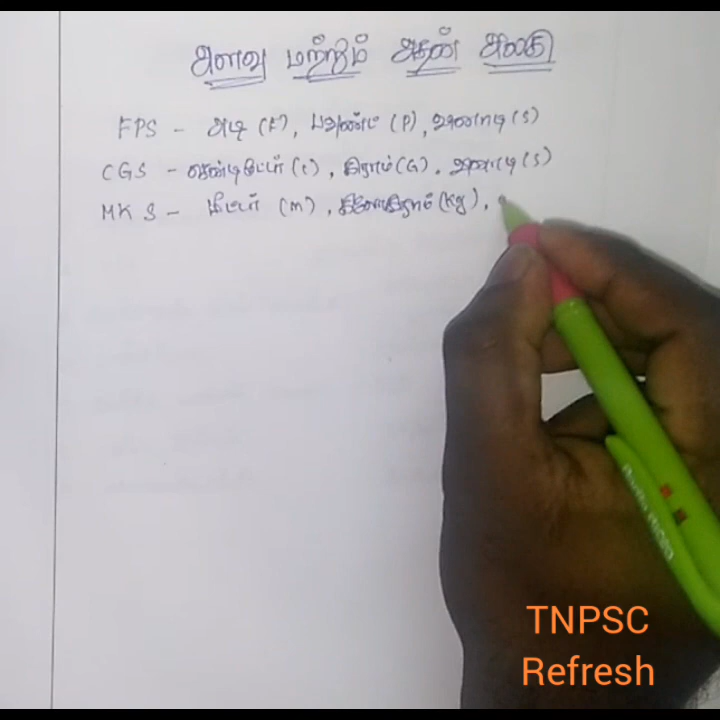 அளவு மற்றும் அதன் அலகு
FPS - அடி (F), பவுண்ட் (P), வினாடி (S)
CGS - சென்டிமீட்டர் (C), கிராம் (G), வினாடி (S)
MKS - மீட்டர் (m), கிலோகிராம் (kg),
TNPSC
Refresh